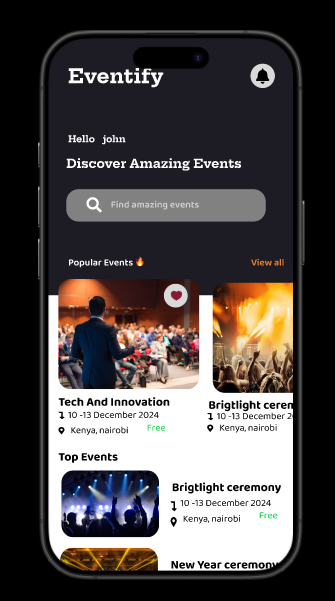 Eventify
Hello john
Discover Amazing Events
Find amazing events
Popular Events 🔥
View all
Tech And Innovation
10 -13 December 2024
Kenya, nairobi
Free
Brigtlight ceren
10 -13 December 20
Kenya, nairobi
Top Events
Brigtlight ceremony
10 -13 December 2024
Kenya, nairobi
Free
New Year ceremony